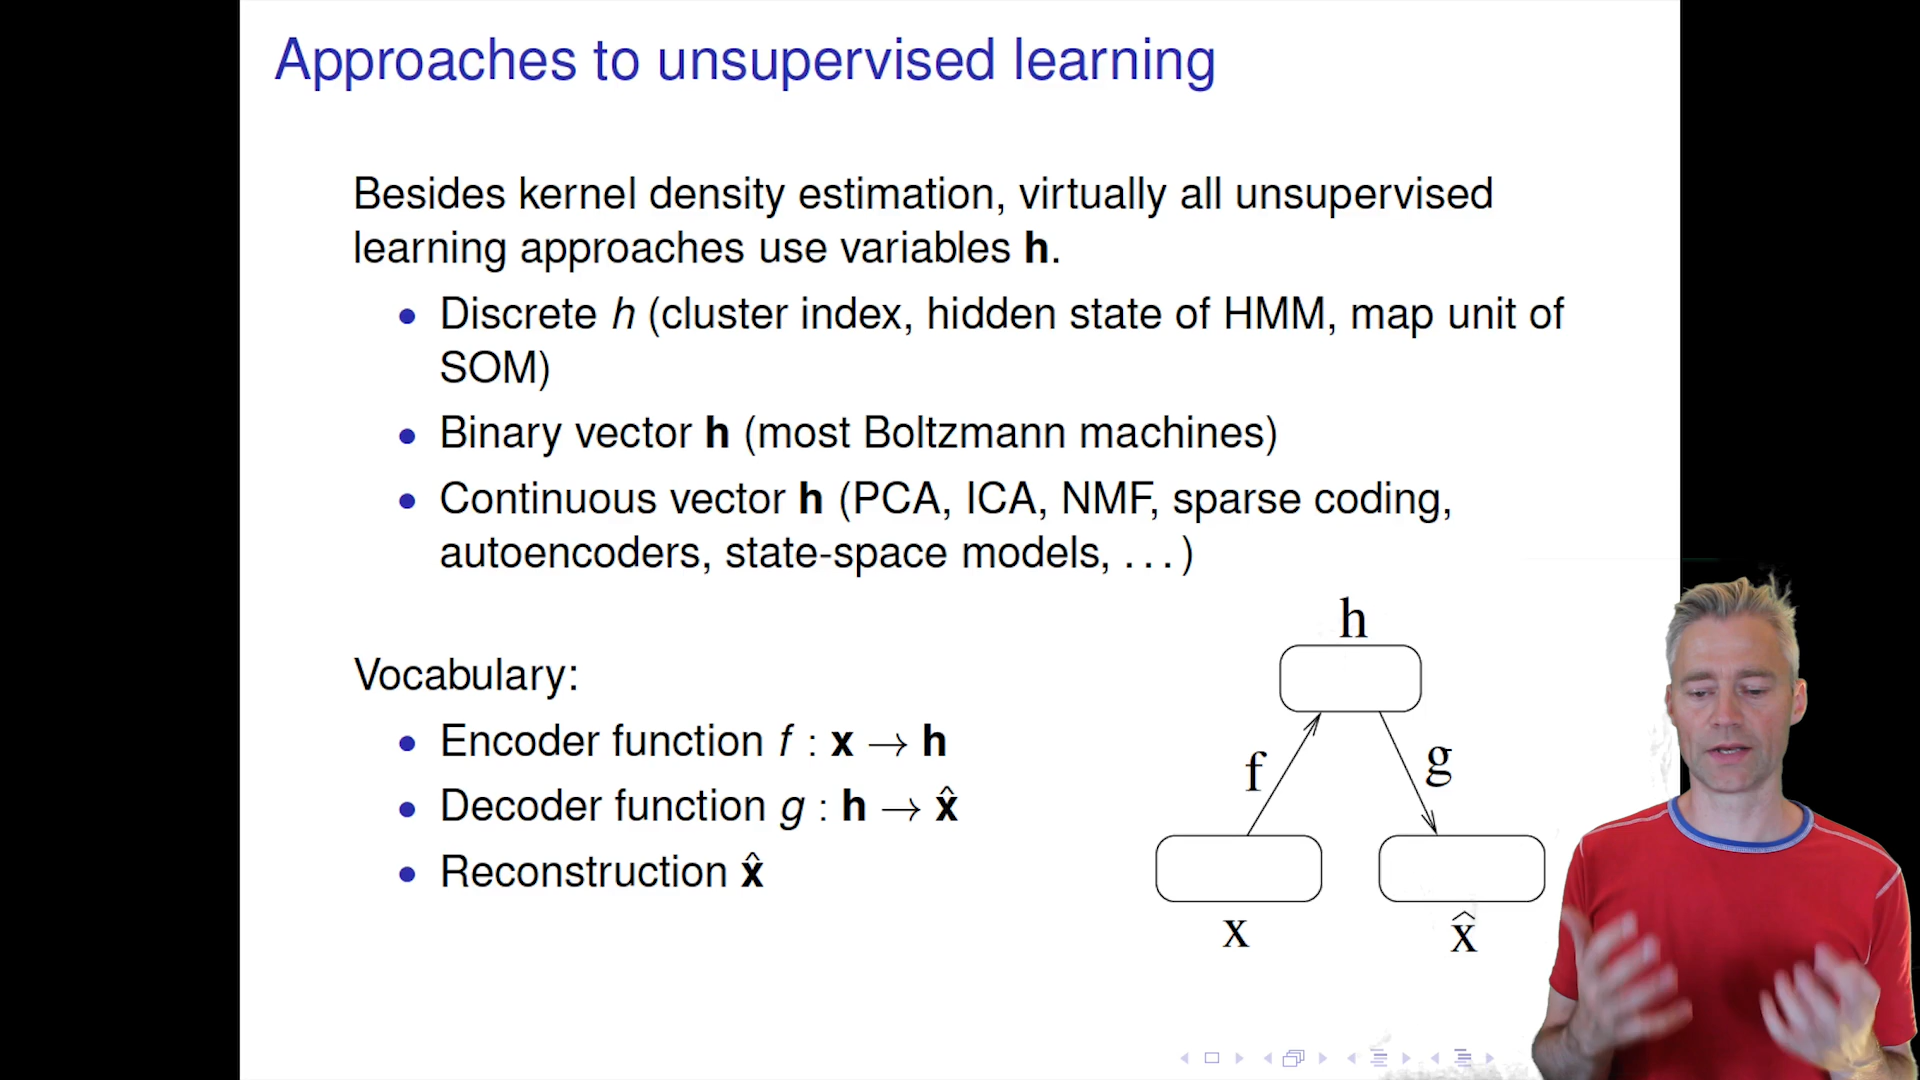 Approaches to unsupervised learning
Besides kernel density estimation, virtually all unsupervised
learning approaches use variables h.
• Discrete h (cluster index, hidden state of HMM, map unit of
SOM)
• Binary vector h (most Boltzmann machines)
• Continuous vector h (PCA, ICA, NMF, sparse coding,
autoencoders, state-space models, . . . )
Vocabulary:
• Encoder function f : x → h
• Decoder function g : h → x̂
• Reconstruction x̂
h
f
g
x
x̂